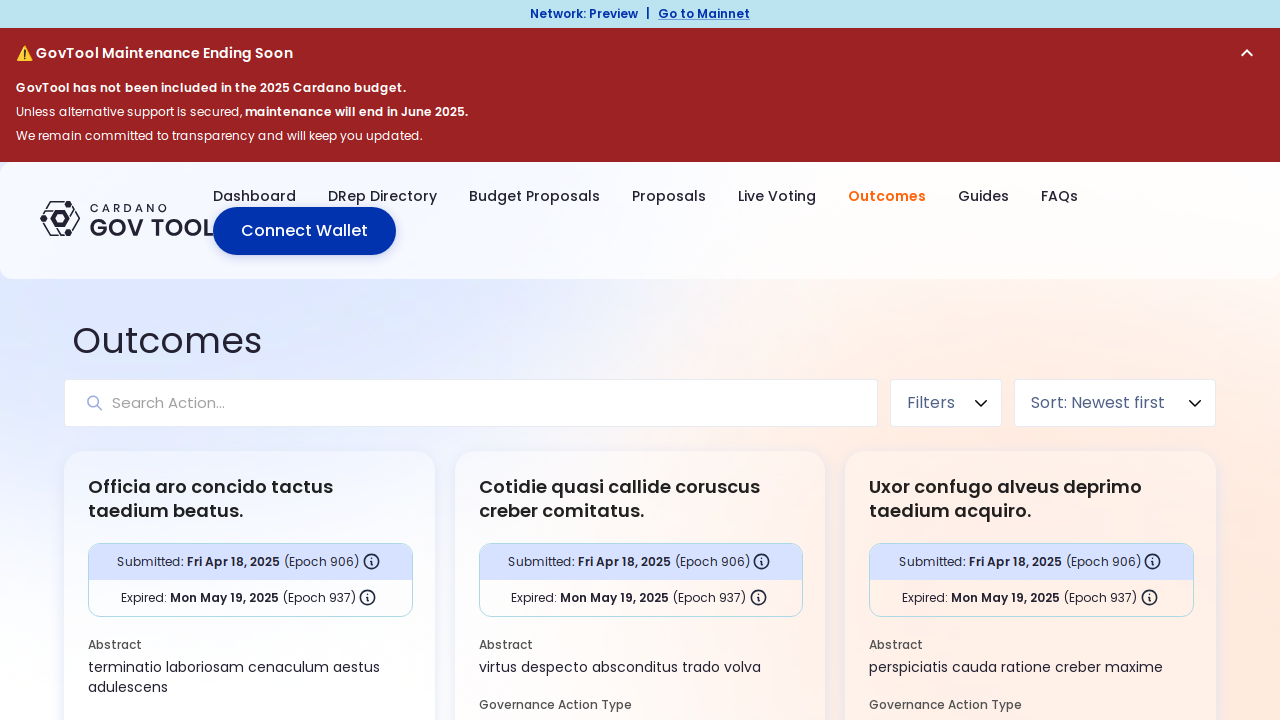 Network: Preview | Go to Mainnet
⚠️ GovTool Maintenance Ending Soon
GovTool has not been included in the 2025 Cardano budget.
Unless alternative support is secured, maintenance will end in June 2025.
We remain committed to transparency and will keep you updated.
CARDANO
GOV TOOL
Dashboard
DRep Directory
Budget Proposals
Proposals
Live Voting
Outcomes
Guides
FAQs
Connect Wallet
Outcomes
Search Action...
Filters
Sort: Newest first
Officia aro concido tactus
taedium beatus.
Submitted: Fri Apr 18, 2025 (Epoch 906)
Expired: Mon May 19, 2025 (Epoch 937)
Abstract
terminatio laboriosam cenaculum aestus
adulescens
Cotidie quasi callide coruscus
creber comitatus.
Submitted: Fri Apr 18, 2025 (Epoch 906)
Expired: Mon May 19, 2025 (Epoch 937)
Abstract
virtus despecto absconditus trado volva
Governance Action Type
Uxor confugo alveus deprimo
taedium acquiro.
Submitted: Fri Apr 18, 2025 (Epoch 906)
Expired: Mon May 19, 2025 (Epoch 937)
Abstract
perspiciatis cauda ratione creber maxime
Governance Action Type